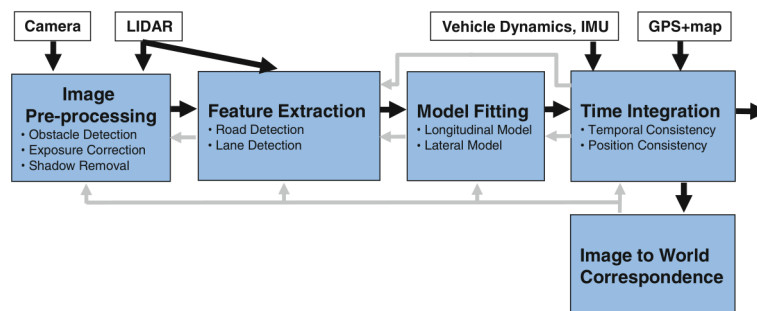 Camera
LIDAR
Vehicle Dynamics, IMU
GPS+map
Image
Pre-processing
• Obstacle Detection
• Exposure Correction
• Shadow Removal
Feature Extraction
• Road Detection
• Lane Detection
Model Fitting
• Longitudinal Model
• Lateral Model
Time Integration
• Temporal Consistency
• Position Consistency
Image to World
Correspondence